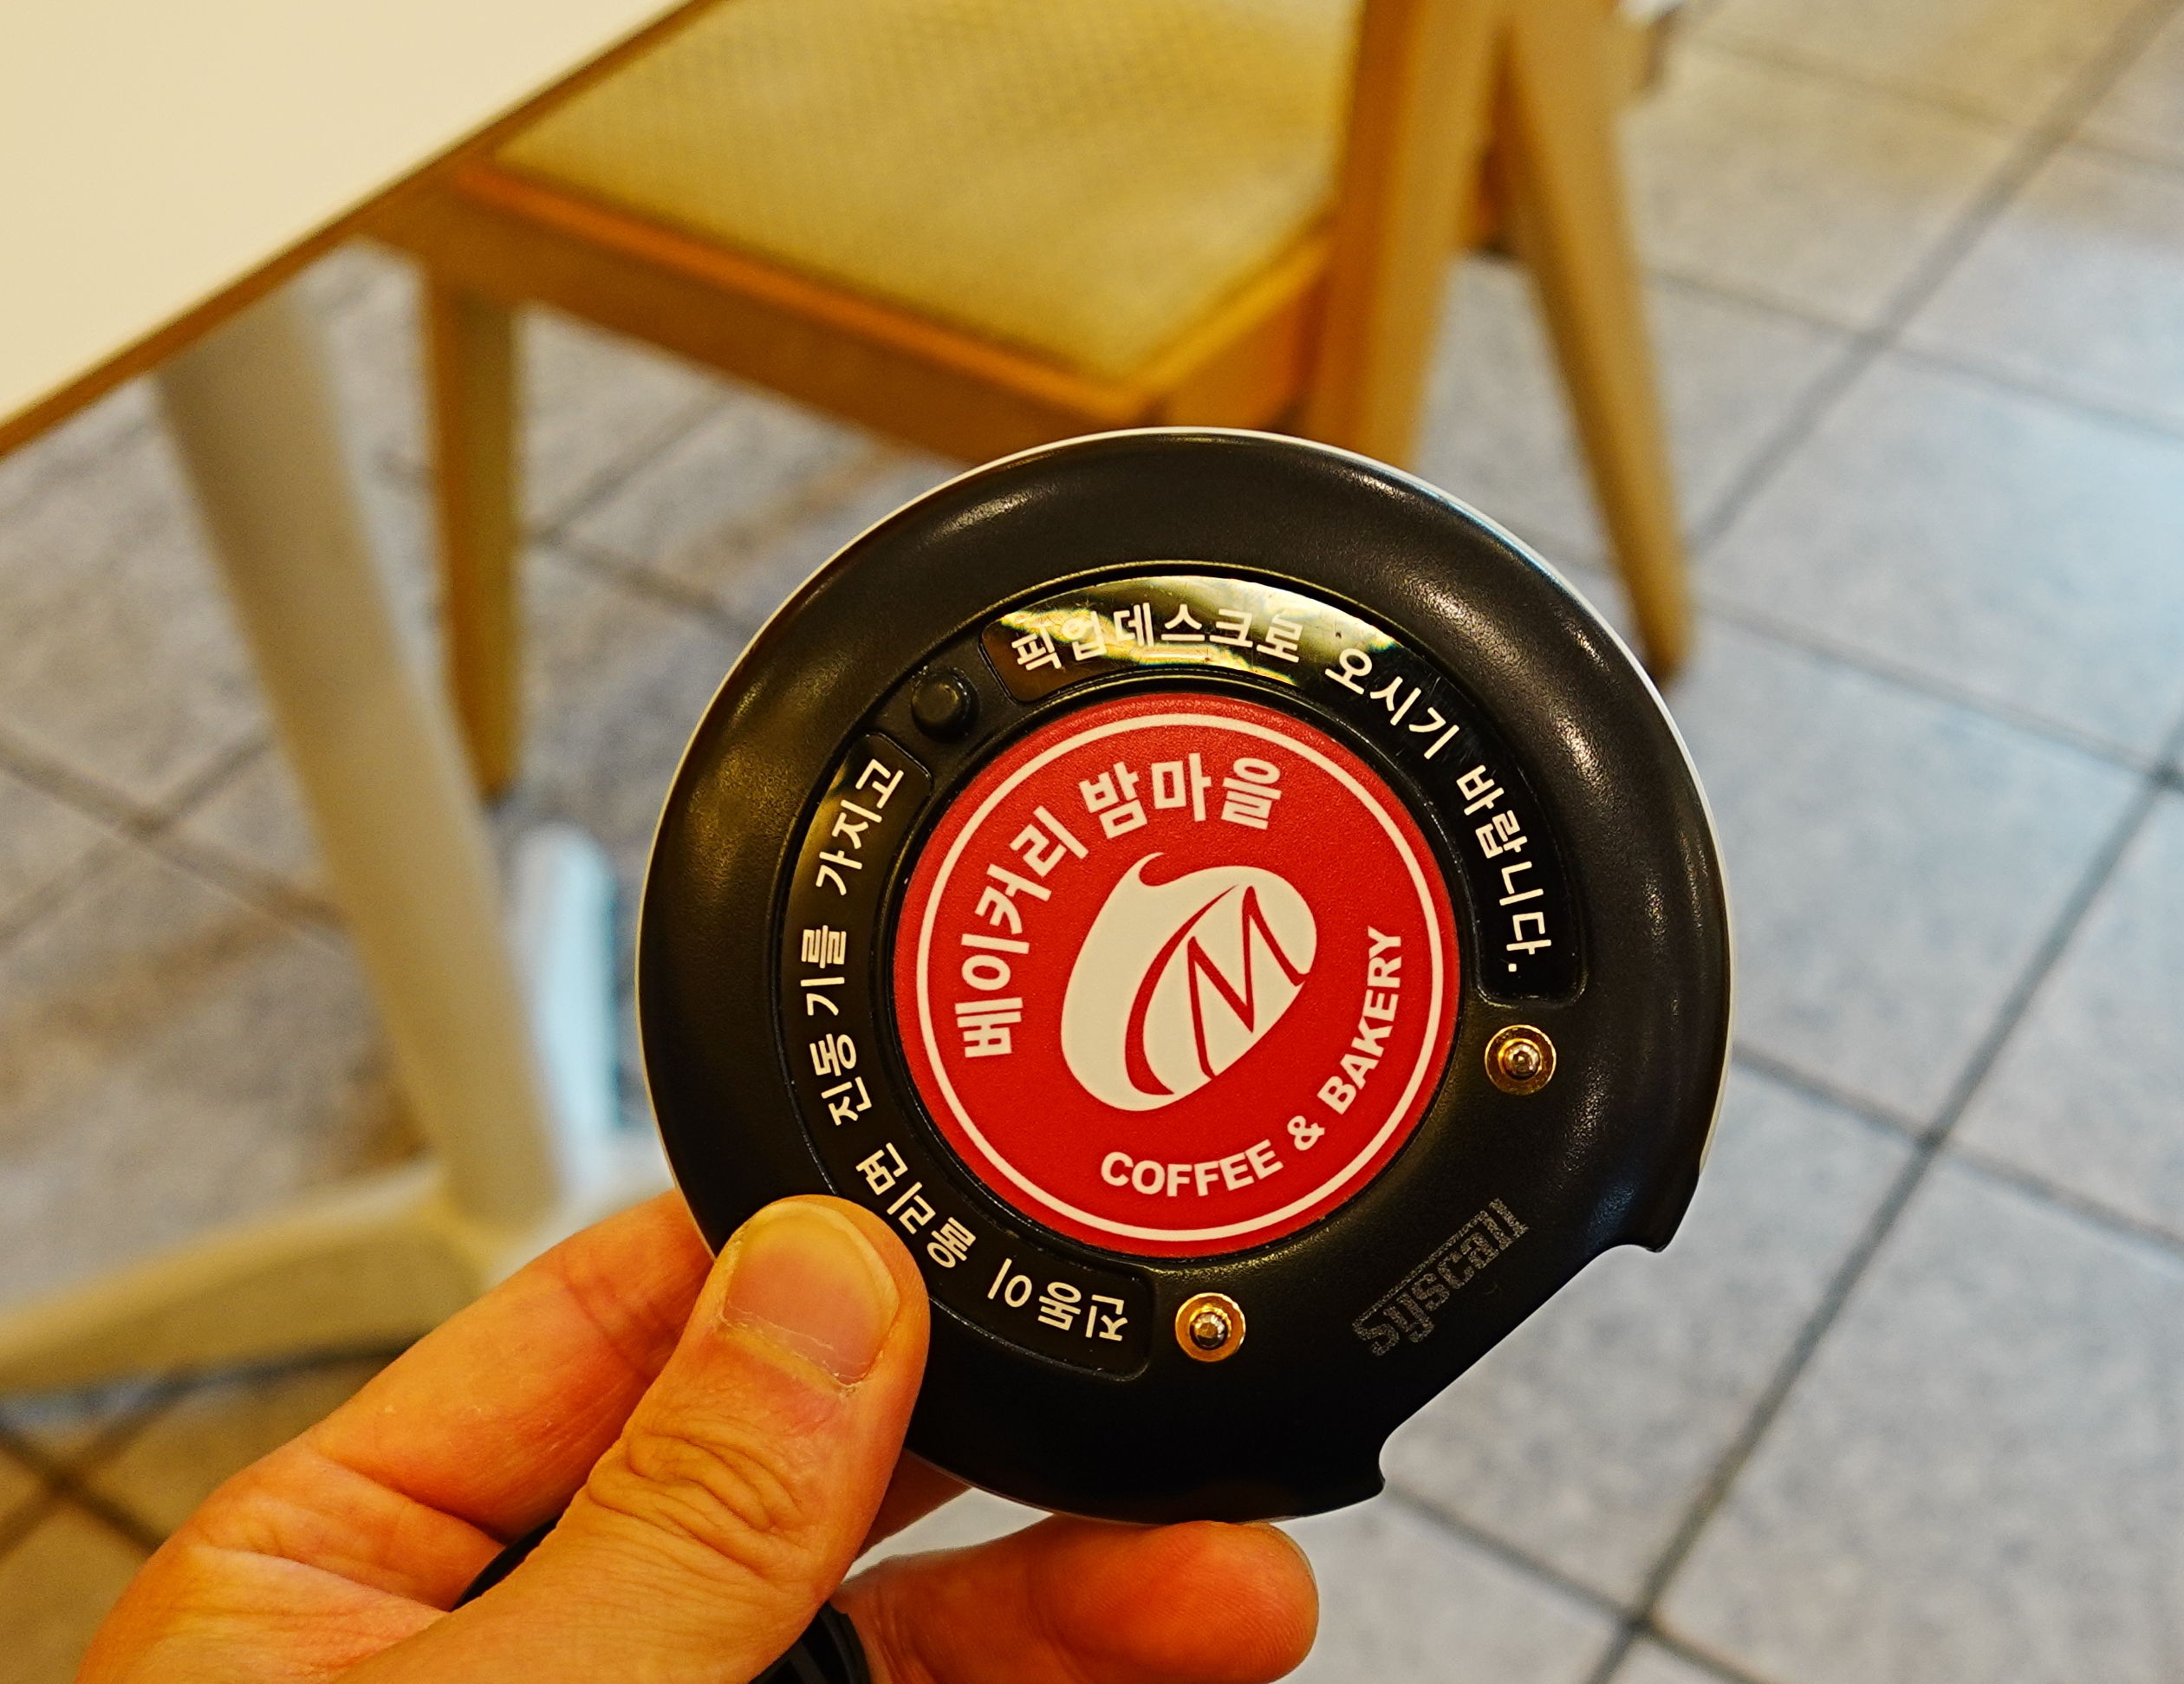 진동이 울리면 진동기를 가지고
픽업데스크로 오시기 바랍니다.
베이커리 밤마을
M
COFFEE & BAKERY
syscall